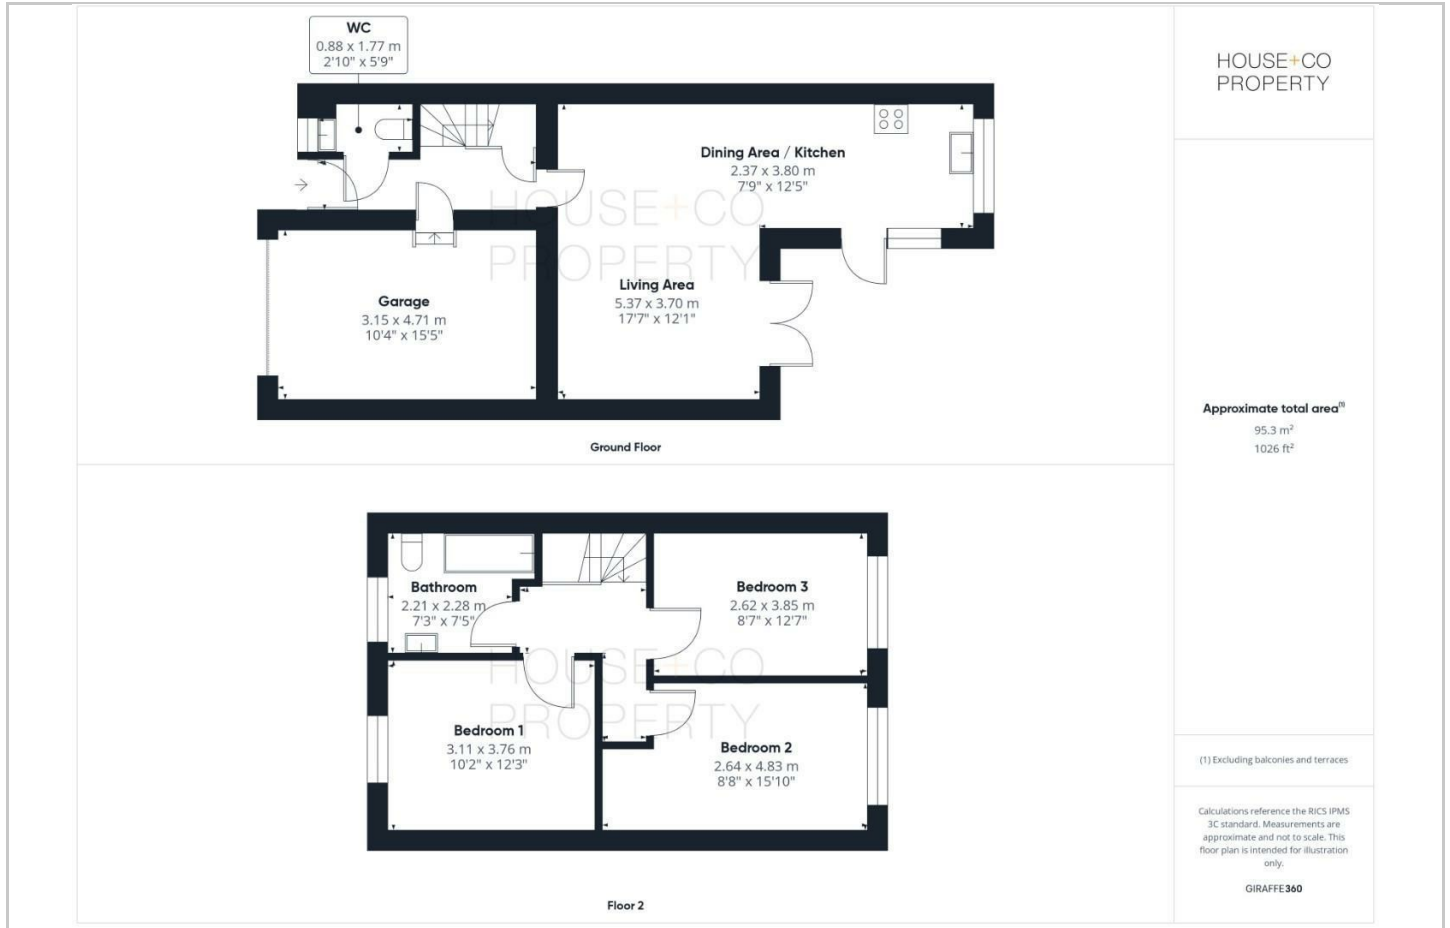 WC
0.88 x 1.77 m
2'10" x 5'9"
HOUSE+CO
PROPERTY
Dining Area / Kitchen
2.37 x 3.80 m
7'9" x 12'5"
HOUSE+CO
PROPERTY
Living Area
5.37 x 3.70 m
17'7" x 12'1"
Garage
3.15 x 4.71 m
10'4" x 15'5"
Ground Floor
Approximate total area(1)
95.3 m²
1026 ft²
Bathroom
2.21 x 2.28 m
7'3" x 7'5"
Bedroom 3
2.62 x 3.85 m
8'7" x 12'7"
HOUSE+CO
PROPERTY
Bedroom 1
3.11 x 3.76 m
10'2" x 12'3"
Bedroom 2
2.64 x 4.83 m
8'8" x 15'10"
Floor 2
(1) Excluding balconies and terraces
Calculations reference the RICS IPMS
3C standard. Measurements are
approximate and not to scale. This
floor plan is intended for illustration
only.
GIRAFFE360